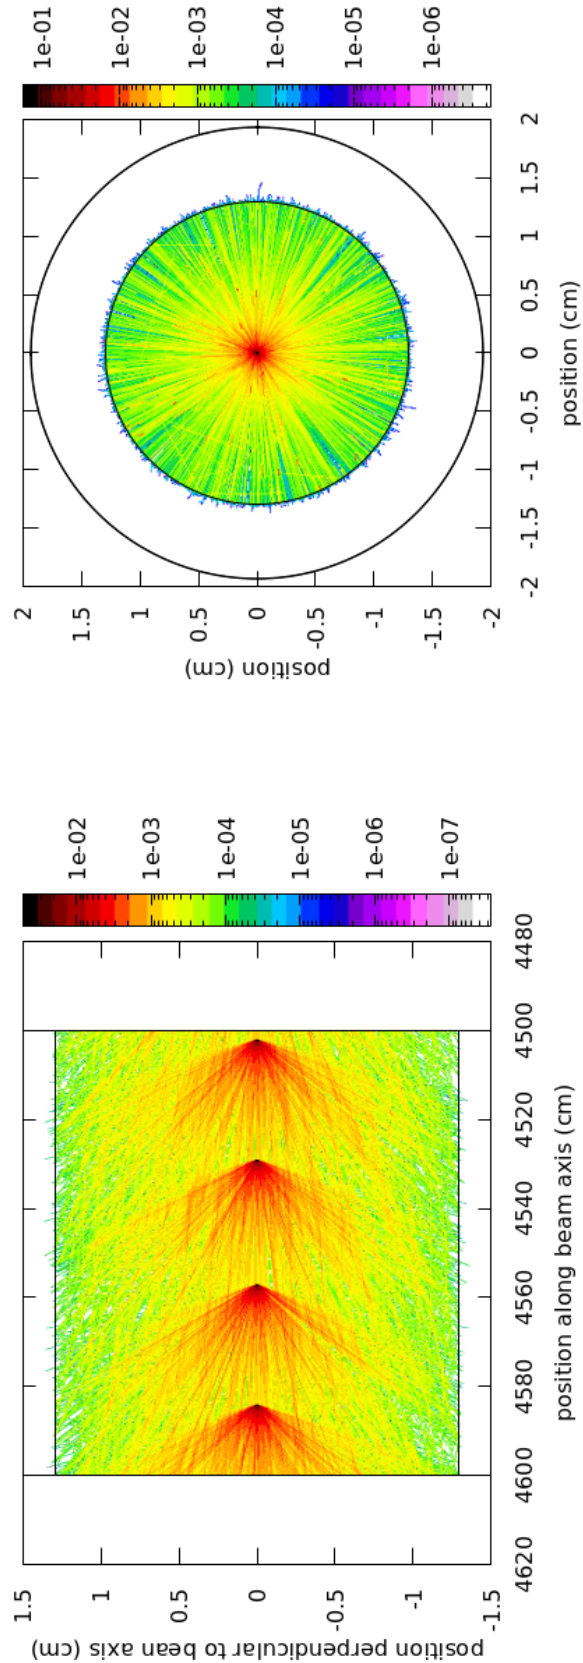 position perpendicular to bean axis (cm)
1.5
1
0.5
0
-0.5
-1
-1.5
4620 4600 4580 4560 4540 4520 4500 4480
position along beam axis (cm)
1e-02
1e-03
1e-04
1e-05
1e-06
1e-07
position (cm)
2
1.5
1
0.5
0
-0.5
-1
-1.5
-2
-2 -1.5 -1 -0.5 0 0.5 1 1.5 2
position (cm)
1e-01
1e-02
1e-03
1e-04
1e-05
1e-06